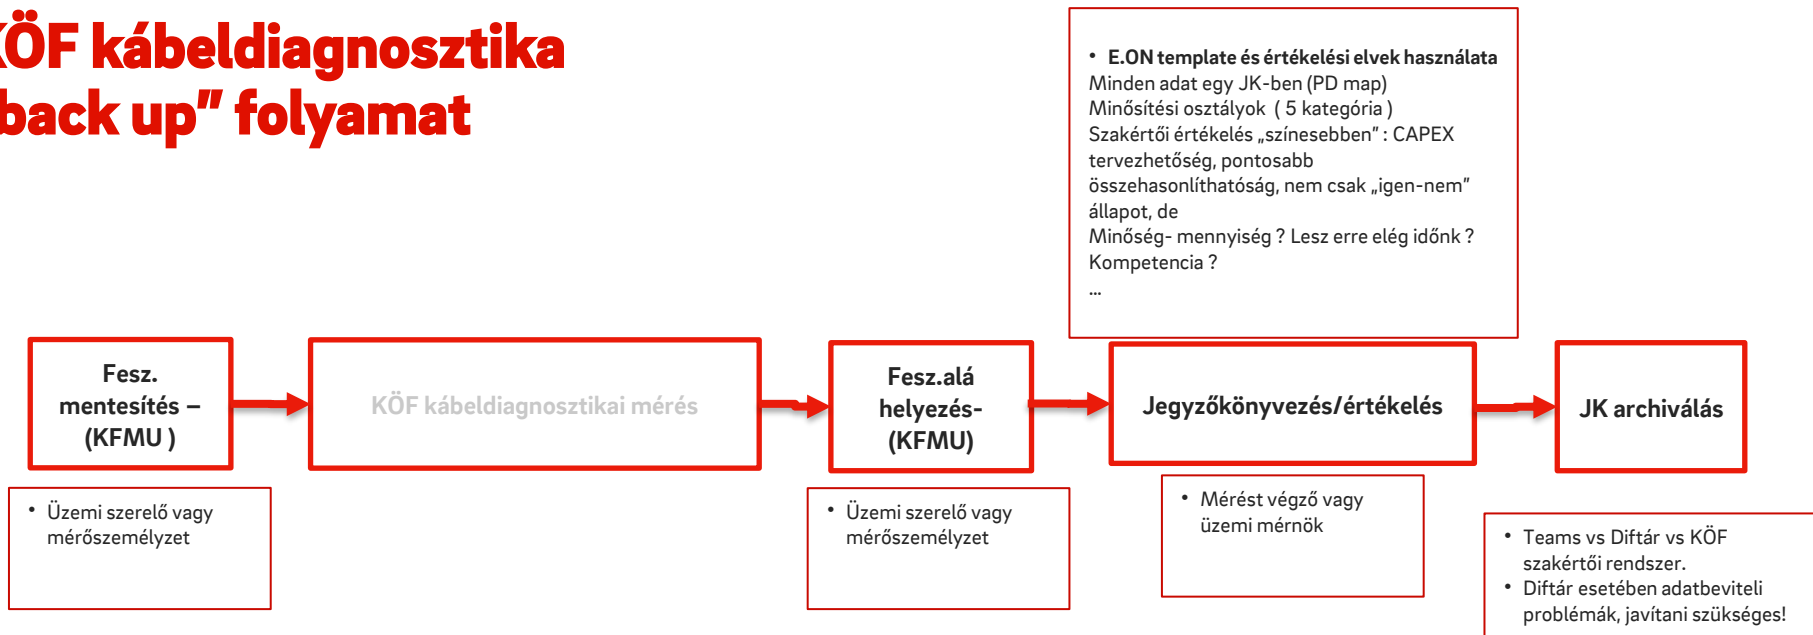 KÖF kábeldiagnosztika
back up” folyamat
• E.ON template és értékelési elvek használata
Minden adat egy JK-ben (PD map)
Minősítési osztályok ( 5 kategória )
Szakértői értékelés „színesebben” : CAPEX
tervezhetőség, pontosabb
összehasonlíthatóság, nem csak „igen-nem”
állapot, de
Minőség- mennyiség ? Lesz erre elég időnk ?
Kompetencia ?
...
Fesz.
mentesítés –
(KFMU )
KÖF kábeldiagnosztikai mérés
Fesz.alá
helyezés-
(KFMU)
Jegyzőkönyvezés/értékelés
JK archiválás
• Üzemi szerelő vagy
mérőszemélyzet
• Üzemi szerelő vagy
mérőszemélyzet
• Mérést végző vagy
üzemi mérnök
• Teams vs Diftár vs KÖF
szakértői rendszer.
• Diftár esetében adatbeviteli
problémák, javítani szükséges!